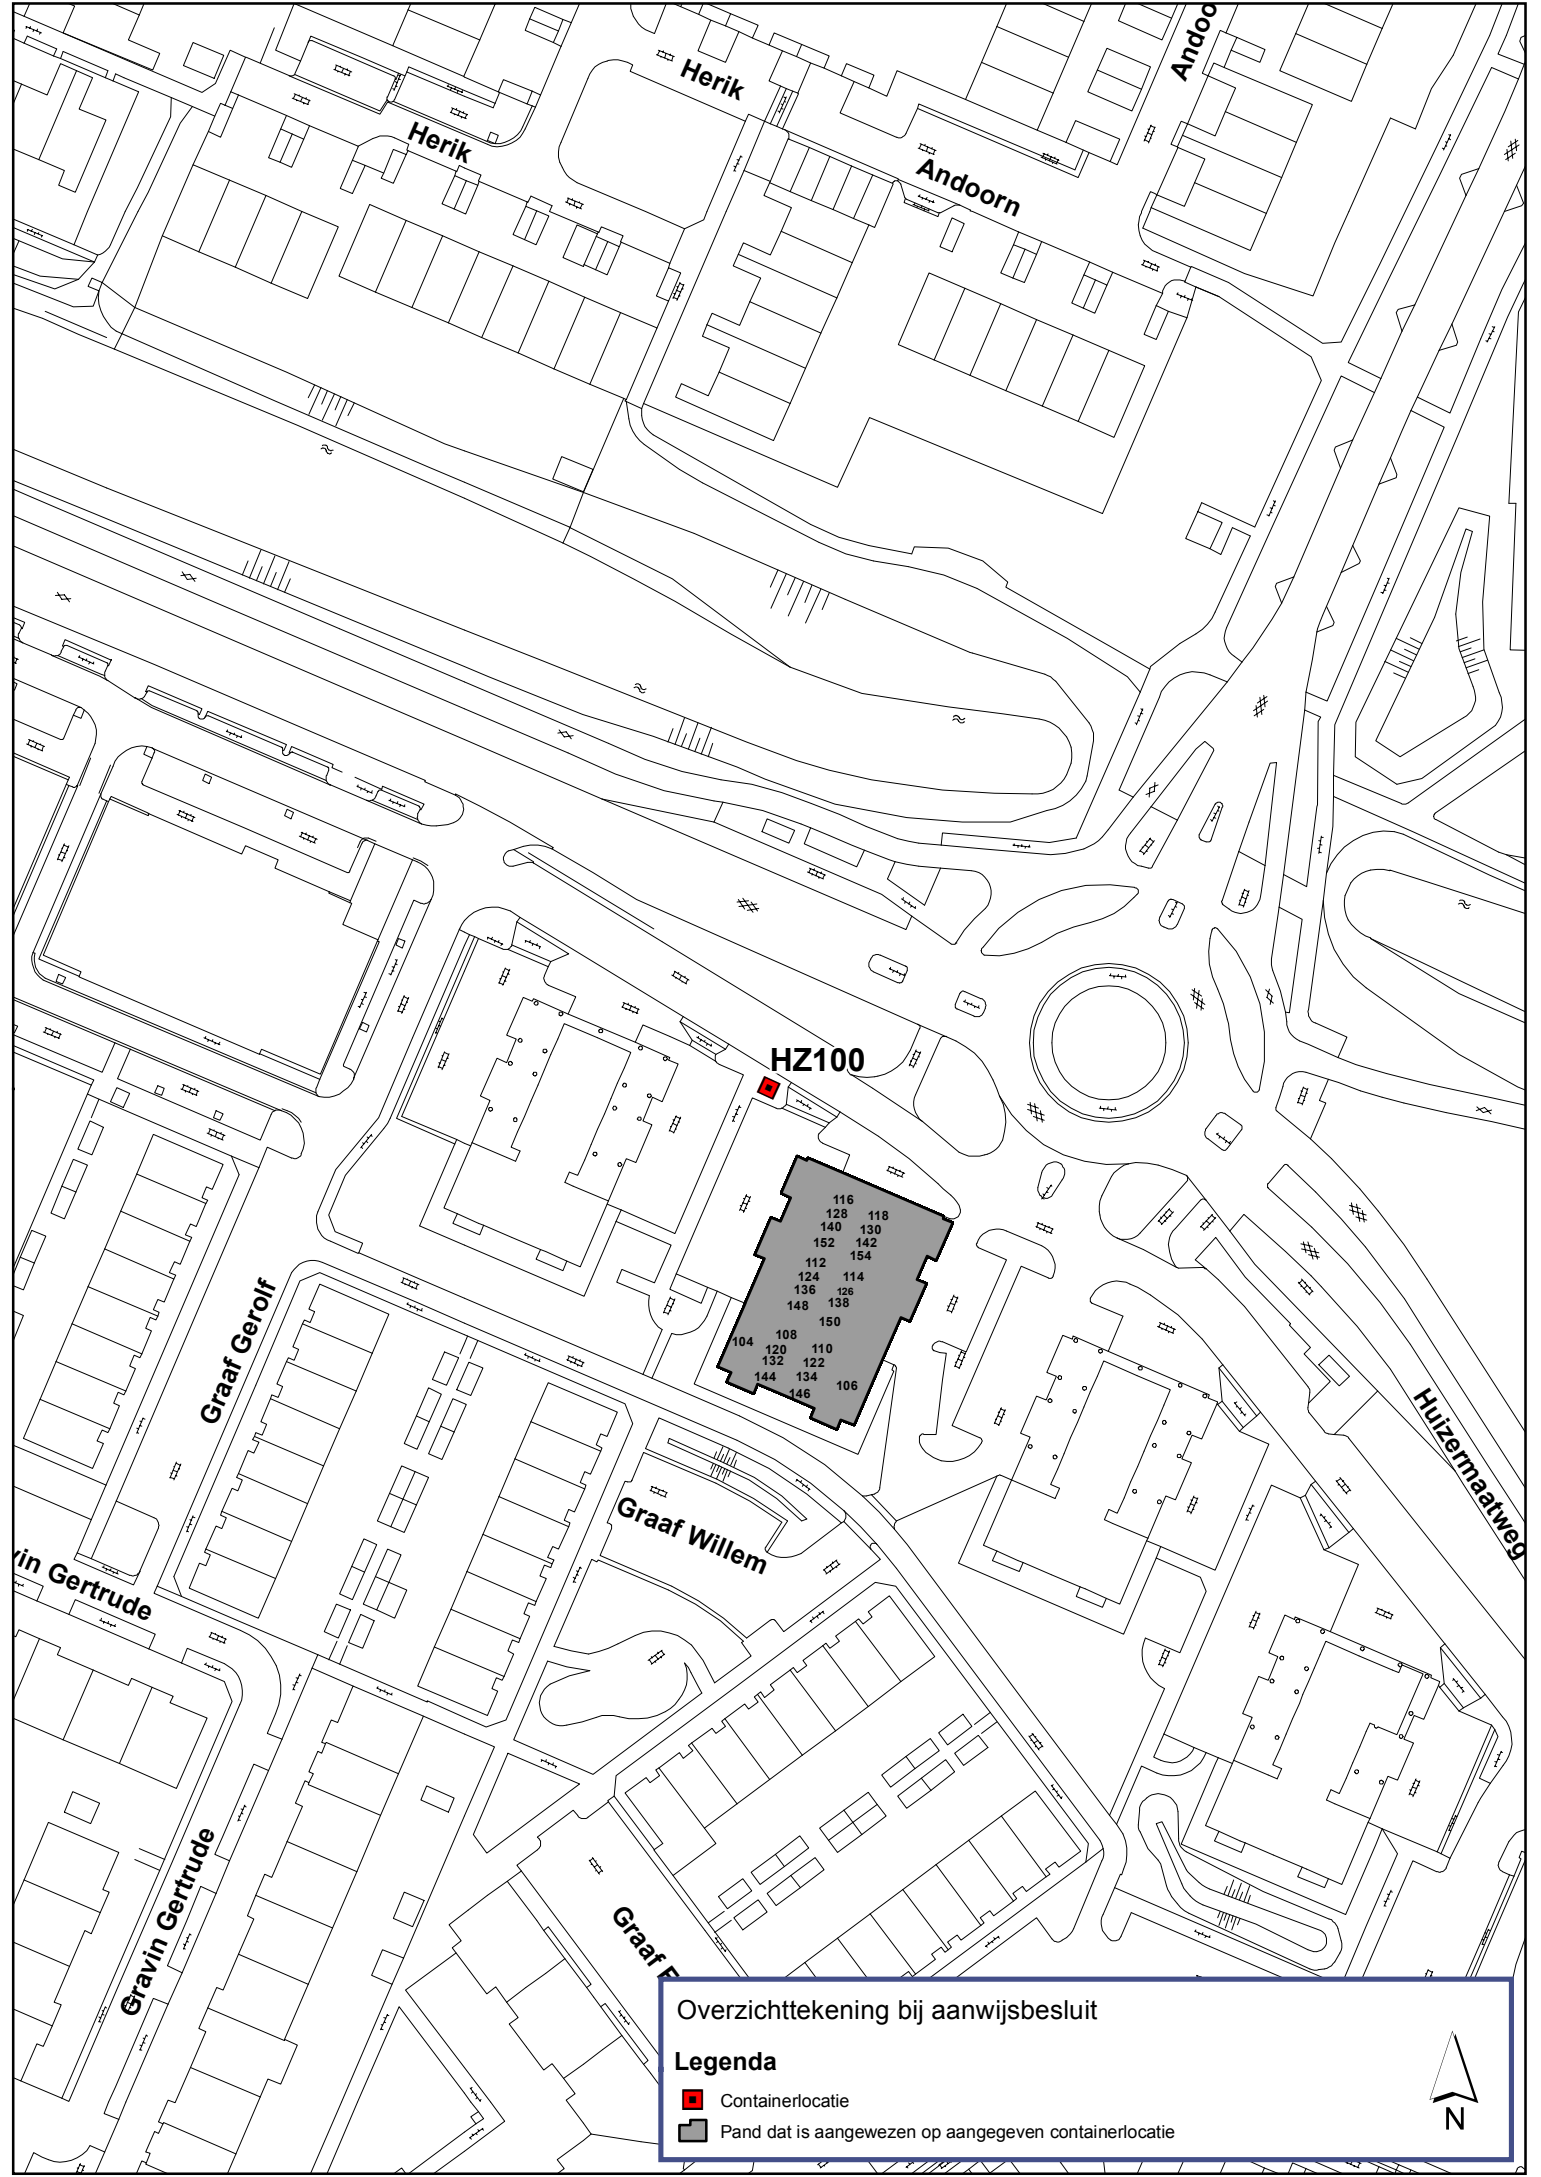 Andoo
Herik
Herik
Andoorn
HZ100
116
128
118
140
130
152
142
154
112
124
114
136
126
148
138
150
108
104
120
110
132
122
144
134
106
146
Graaf Gerolf
Huizermaatweg
Graaf Willem
vin Gertrude
Gravin Gertrude
Graaf
Overzichttekening bij aanwijsbesluit
Legenda
Containerlocatie
Pand dat is aangewezen op aangegeven containerlocatie
N